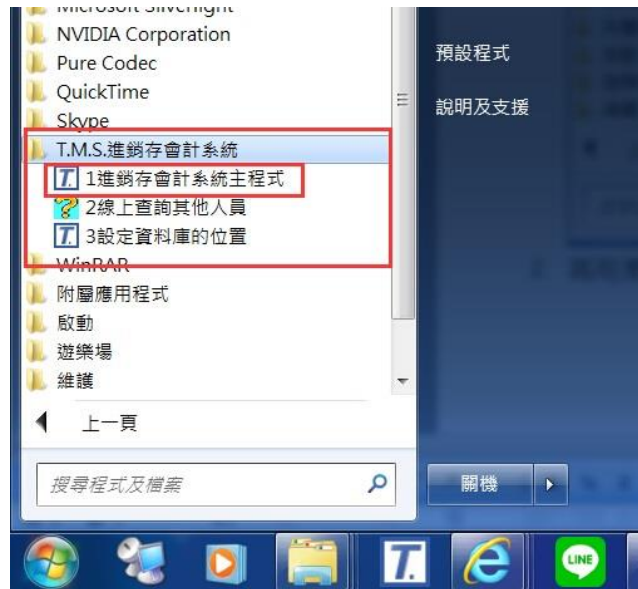 Microsoft Silverlight
NVIDIA Corporation
Pure Codec
QuickTime
Skype
T.M.S.進銷存會計系統
1進銷存會計系統主程式
2線上查詢其他人員
3設定資料庫的位置
WinRAR
附屬應用程式
啟動
遊樂場
維護
上一頁
搜尋程式及檔案
預設程式
說明及支援
關機
T.
LINE